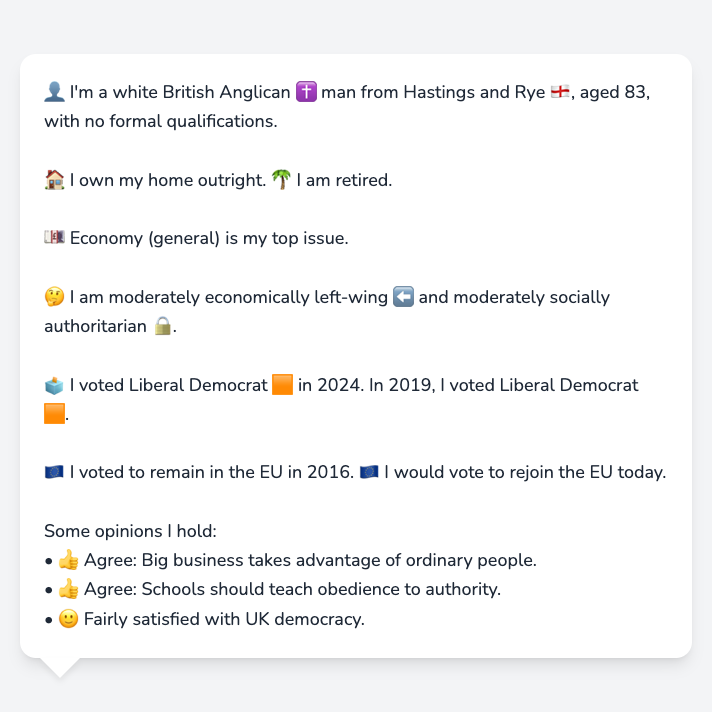 👤 I'm a white British Anglican ✝️ man from Hastings and Rye 🏴󠁧󠁢󠁥󠁮󠁧󠁿, aged 83,
with no formal qualifications.
🏠 I own my home outright. 🌴 I am retired.
💷 Economy (general) is my top issue.
🤔 I am moderately economically left-wing ⬅️ and moderately socially
authoritarian 🔒.
🗳️ I voted Liberal Democrat 🟧 in 2024. In 2019, I voted Liberal Democrat
🟧.
🇪🇺 I voted to remain in the EU in 2016. 🇪🇺 I would vote to rejoin the EU today.
Some opinions I hold:
• 👍 Agree: Big business takes advantage of ordinary people.
• 👍 Agree: Schools should teach obedience to authority.
• 🙂 Fairly satisfied with UK democracy.